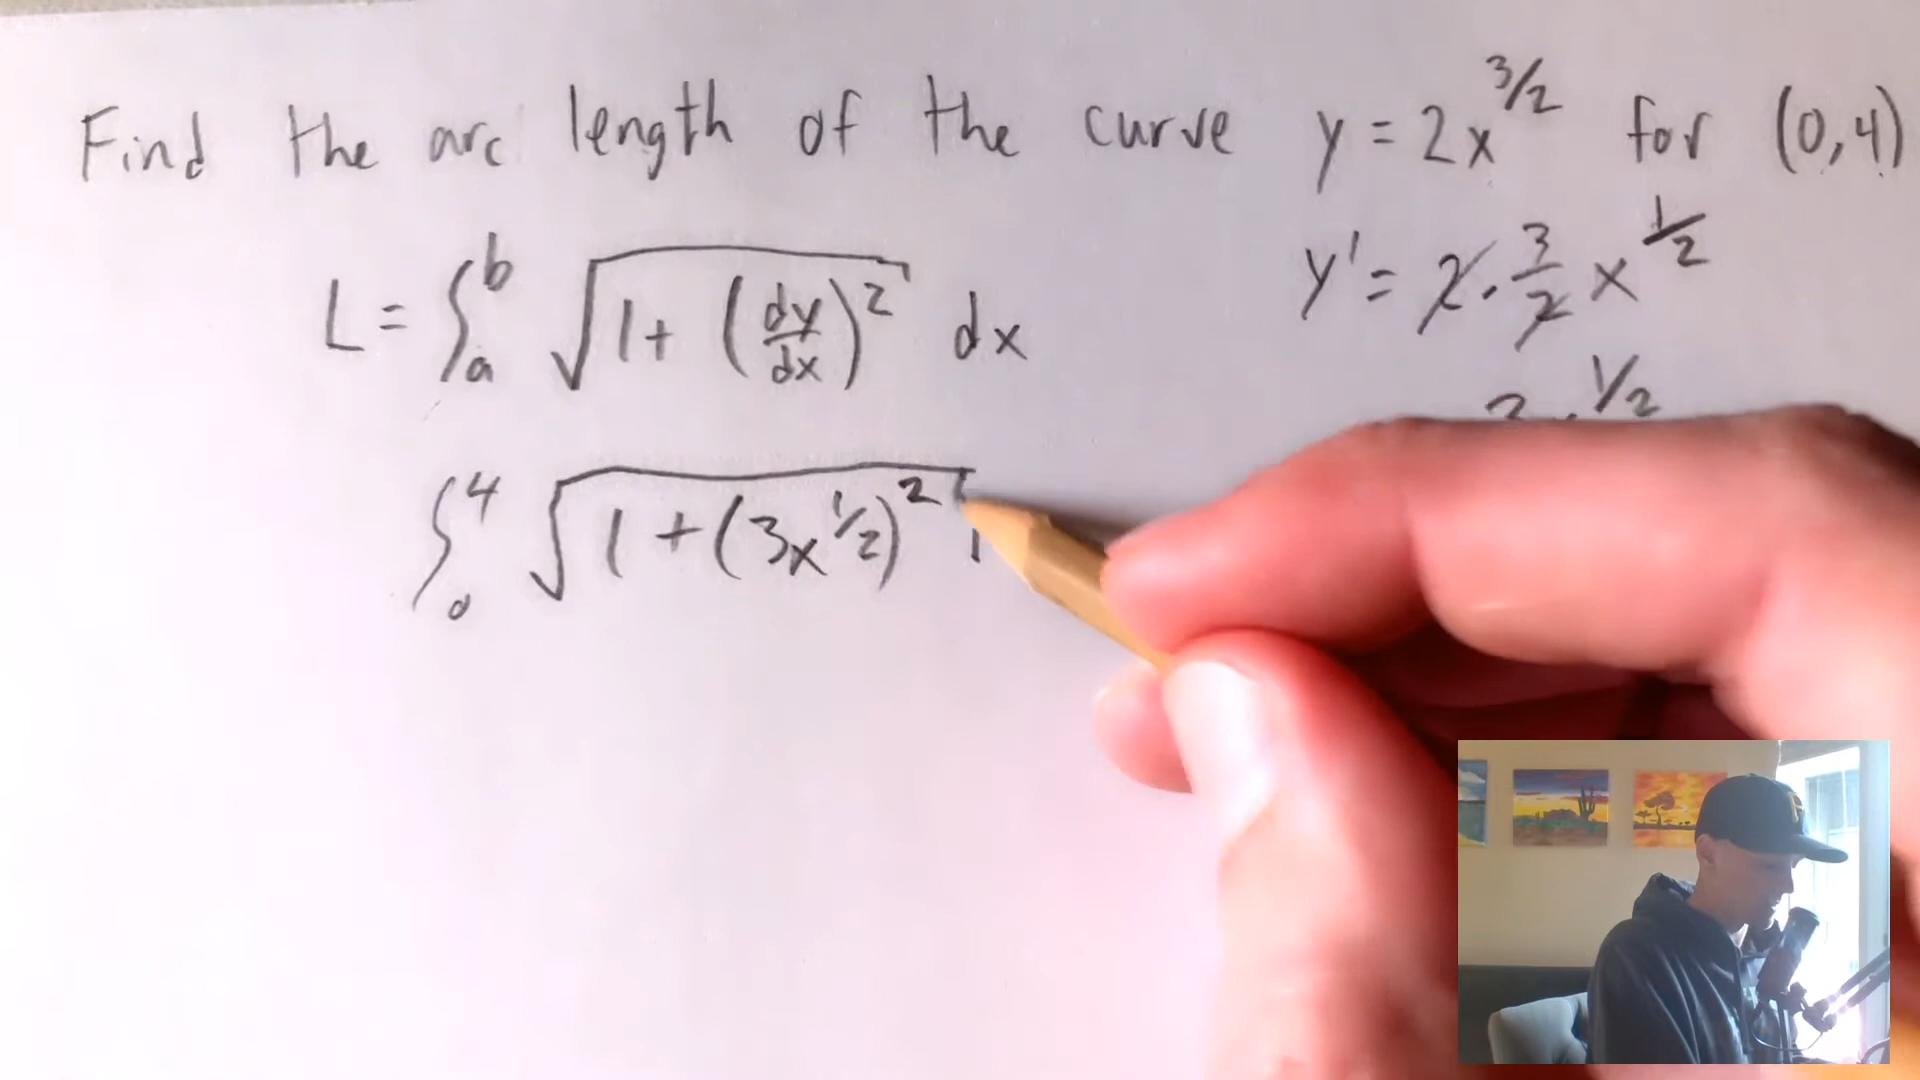 Find the arc length of the curve y = 2x^{3/2} for (0,4)
L = ∫_a^b √(1 + (dy/dx)^2) dx
y' = 2 · 3/2 x^{1/2}
∫_0^4 √(1 + (3x^{1/2})^2)